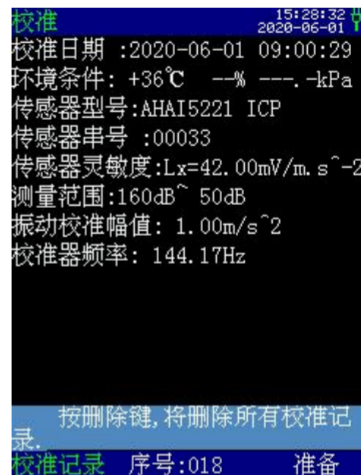 校准 15:28:32
2020-06-01
校准日期 :2020-06-01 09:00:29
环境条件: +36℃ --% ---.-kPa
传感器型号:AHAI5221 ICP
传感器串号 :00033
传感器灵敏度:Lx=42.00mV/m.s^-2
测量范围:160dB~ 50dB
振动校准幅值: 1.00m/s^2
校准器频率: 144.17Hz
按删除键,将删除所有校准记
录.
校准记录 序号:018 准备